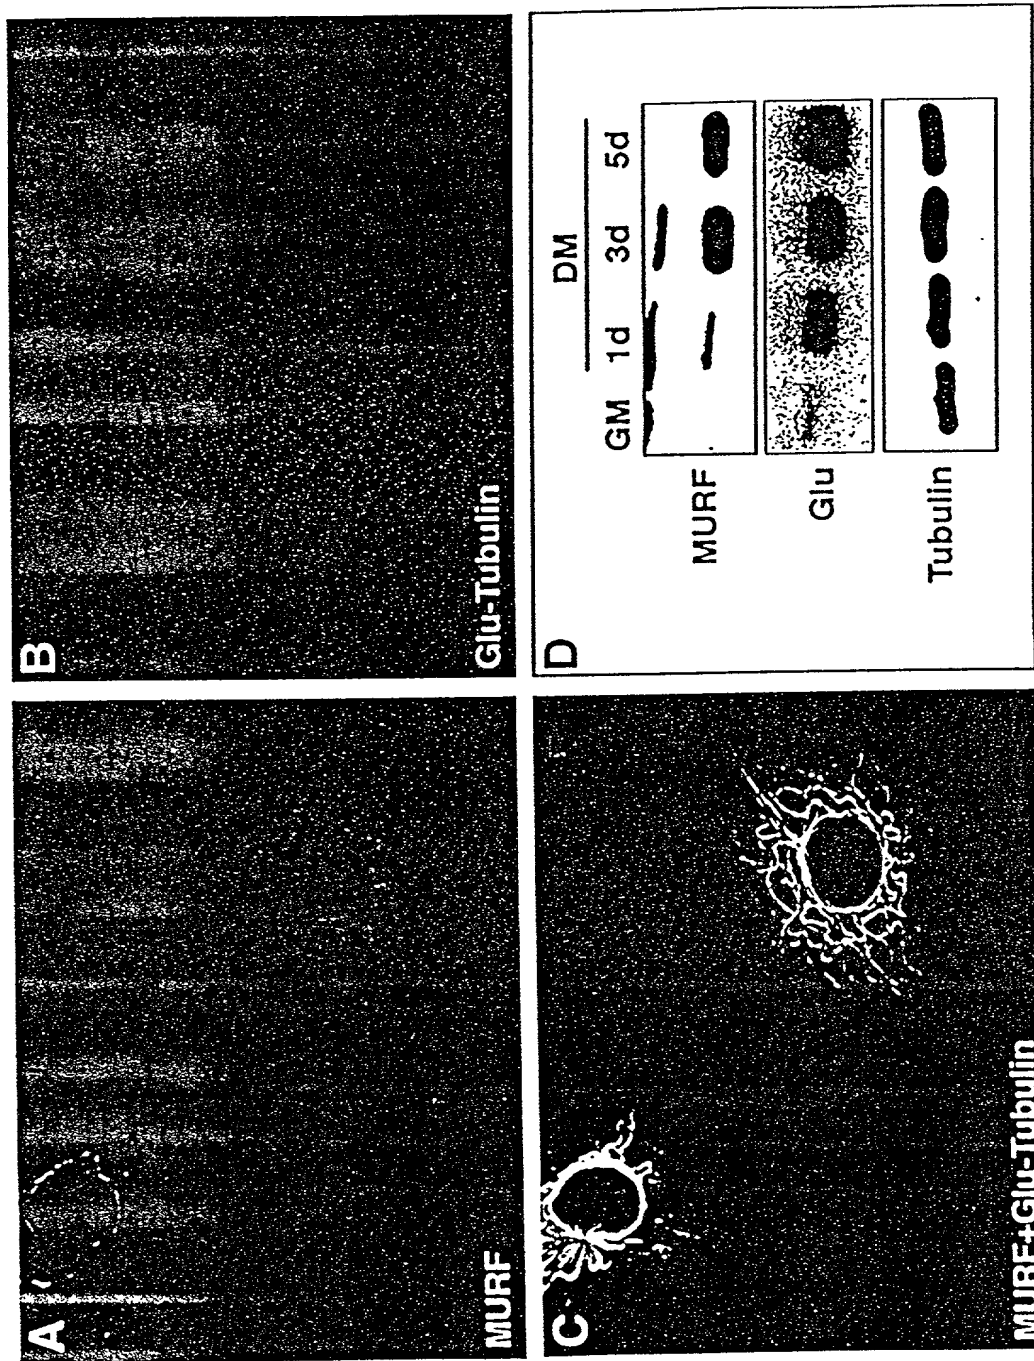 A
MURF
B
Glu-Tubulin
C
MURF+Glu-Tubulin
D
DM
GM 1d 3d 5d
MURF
Glu
Tubulin